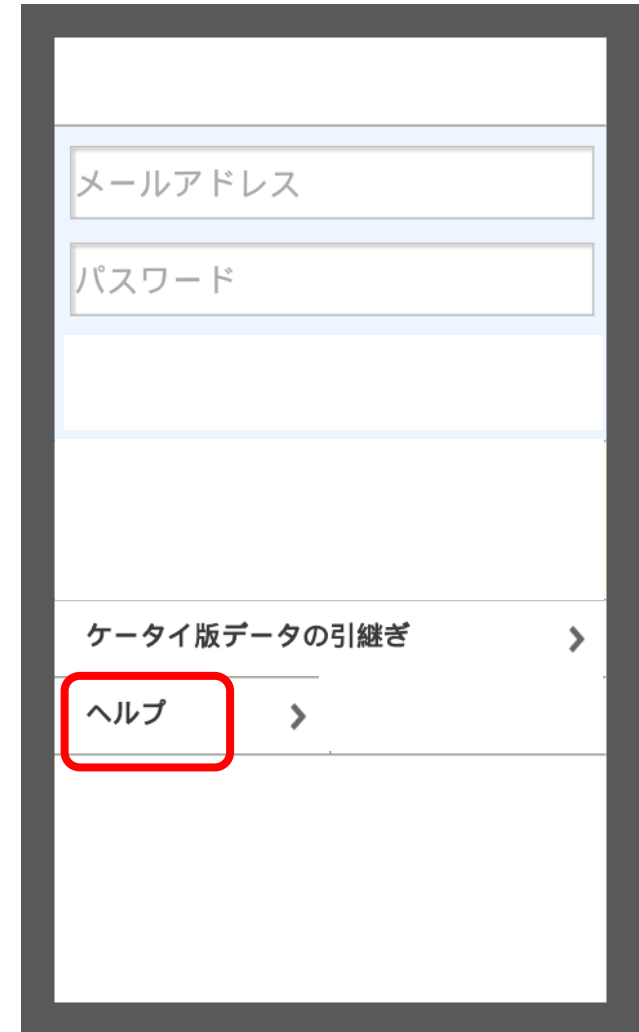 メールアドレス
パスワード
ケータイ版データの引継ぎ
ヘルプ